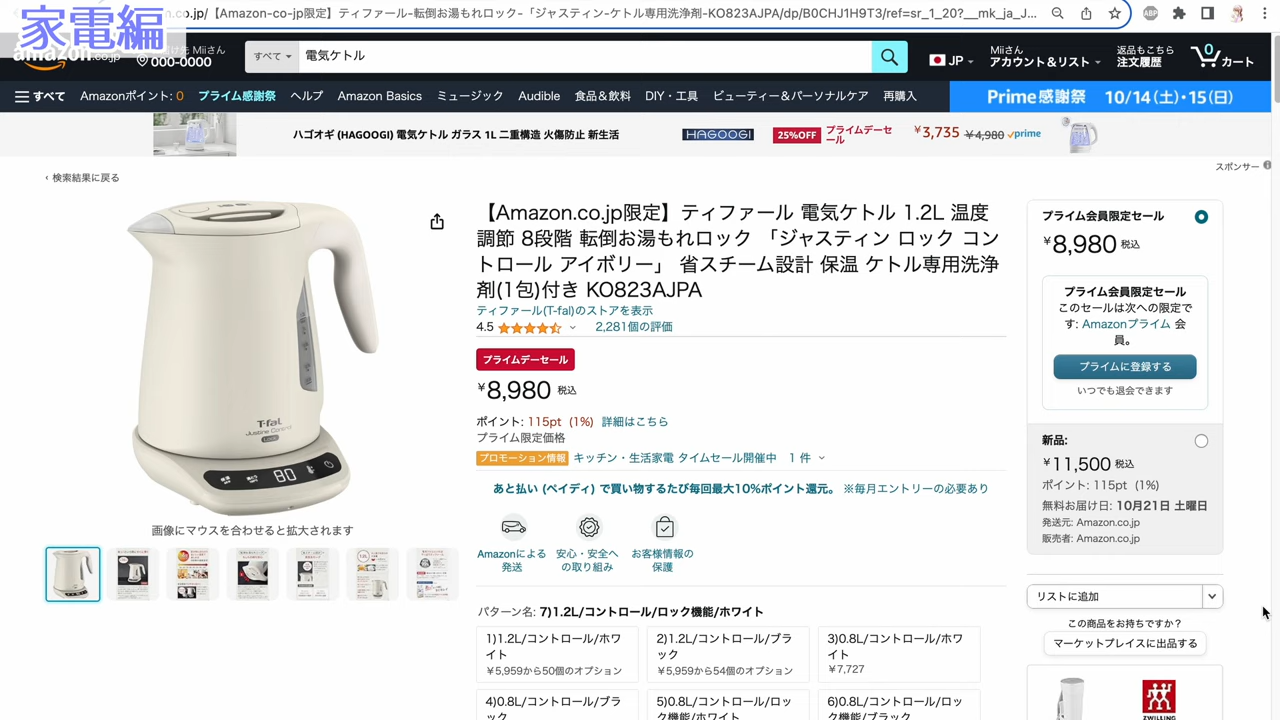 家電編
co.jp/【Amazon-co-jp限定】ティファール-転倒お湯もれロック-「ジャスティン-ケトル専用洗浄剤-KO823AJPA/dp/B0CHJ1H9T3/ref=sr_1_20?__mk_ja_J...
ABP
amazon.co.jp
け先 Miiさん
000-0000
すべて
電気ケトル
JP
Miiさん
アカウント&リスト
返品もこちら
注文履歴
0
カート
すべて
Amazonポイント: 0
プライム感謝祭
ヘルプ
Amazon Basics
ミュージック
Audible
食品&飲料
DIY・工具
ビューティー&パーソナルケア
再購入
Prime感謝祭 10/14(土)・15(日)
ハゴオギ (HAGOOGI) 電気ケトル ガラス 1L 二重構造 火傷防止 新生活
HAGOOGI
25%OFF
プライムデーセ
ール
¥3,735 ¥4,980 prime
スポンサー
‹ 検索結果に戻る
【Amazon.co.jp限定】ティファール 電気ケトル 1.2L 温度
調節 8段階 転倒お湯もれロック 「ジャスティン ロック コン
トロール アイボリー」 省スチーム設計 保温 ケトル専用洗浄
剤(1包)付き KO823AJPA
ティファール(T-fal)のストアを表示
4.5
2,281個の評価
プライムデーセール
¥8,980 税込
ポイント: 115pt (1%) 詳細はこちら
プライム限定価格
プロモーション情報 キッチン・生活家電 タイムセール開催中 1 件
あと払い (ペイディ) で買い物するたび毎回最大10%ポイント還元。 ※毎月エントリーの必要あり
Amazonによる
発送
安心・安全へ
の取り組み
お客様情報の
保護
パターン名: 7)1.2L/コントロール/ロック機能/ホワイト
1)1.2L/コントロール/ホワ
イト
¥5,959から50個のオプション
2)1.2L/コントロール/ブラ
ック
¥5,959から54個のオプション
3)0.8L/コントロール/ホワ
イト
¥7,727
4)0.8L/コントロール/ブラ
ック
5)0.8L/コントロール/ロッ
ク機能/ホワイト
6)0.8L/コントロール/ロッ
ク機能/ブラック
T-fal
Justine Control
Lock
80
画像にマウスを合わせると拡大されます
プライム会員限定セール
¥8,980 税込
プライム会員限定セール
このセールは次への限定で
す: Amazonプライム 会
員。
プライムに登録する
いつでも退会できます
新品:
¥11,500 税込
ポイント: 115pt (1%)
無料お届け日: 10月21日 土曜日
発送元: Amazon.co.jp
販売者: Amazon.co.jp
リストに追加
この商品をお持ちですか？
マーケットプレイスに出品する
ZWILLING